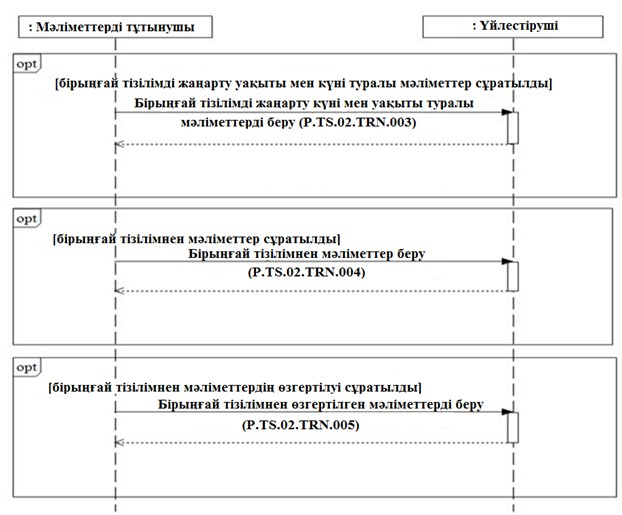 : Мәліметтерді тұтынушы
: Үйлестіруші
opt
[бірыңғай тізілімді жаңарту уақыты мен күні туралы мәліметтер сұратылды]
Бірыңғай тізілімді жаңарту күні мен уақыты туралы
мәліметтерді беру (P.TS.02.TRN.003)
opt
[бірыңғай тізілімнен мәліметтер сұратылды]
Бірыңғай тізілімнен мәліметтер беру
(P.TS.02.TRN.004)
opt
[бірыңғай тізілімнен мәліметтердің өзгертілуі сұратылды]
Бірыңғай тізілімнен өзгертілген мәліметтерді беру
(P.TS.02.TRN.005)